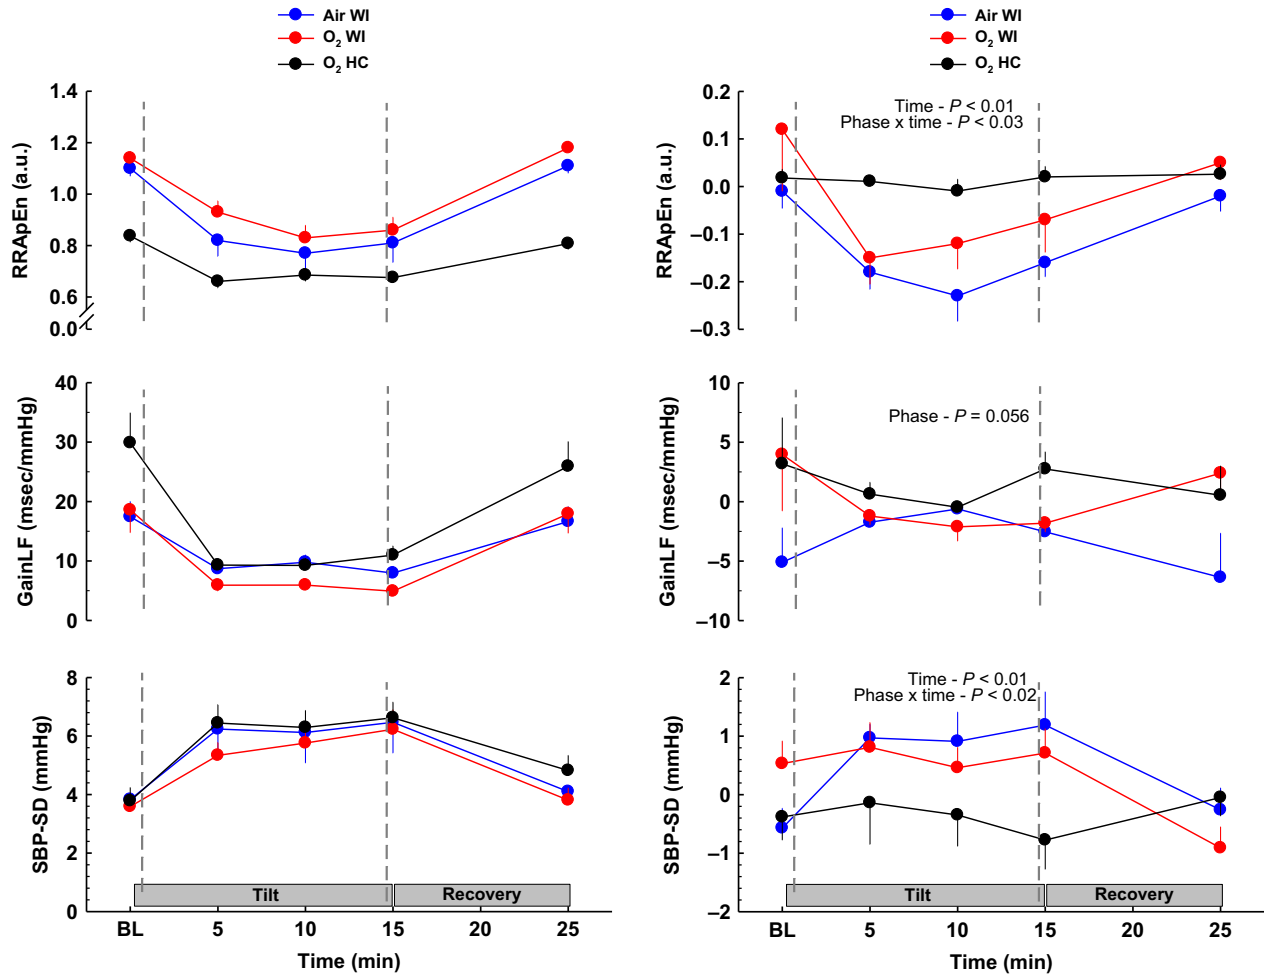 Air WI
O2 WI
O2 HC
RRApEn (a.u.)
1.4
1.2
1.0
0.8
0.6
0.0
GainLF (msec/mmHg)
40
30
20
10
0
SBP-SD (mmHg)
8
6
4
2
0
Tilt
Recovery
BL 5 10 15 20 25
Time (min)
Air WI
O2 WI
O2 HC
RRApEn (a.u.)
0.2
0.1
0.0
–0.1
–0.2
–0.3
Time - P < 0.01
Phase x time - P < 0.03
GainLF (msec/mmHg)
10
5
0
–5
–10
Phase - P = 0.056
SBP-SD (mmHg)
2
1
0
–1
–2
Time - P < 0.01
Phase x time - P < 0.02
Tilt
Recovery
BL 5 10 15 20 25
Time (min)